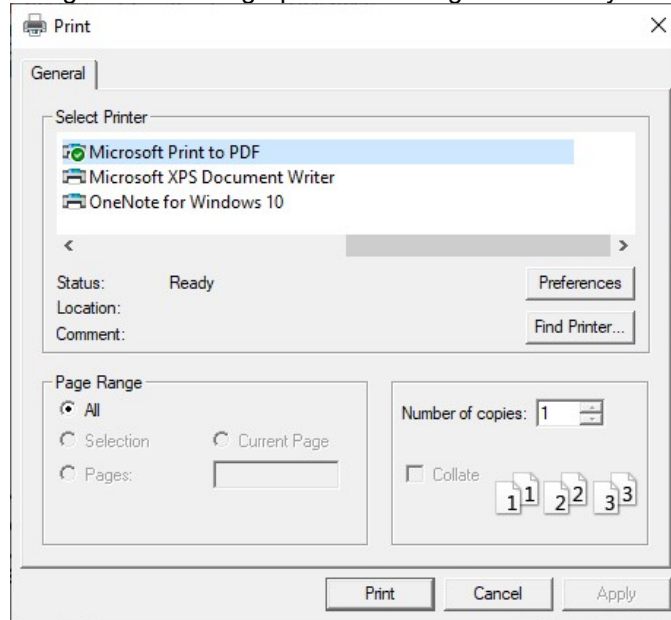 Print
General
Select Printer
Microsoft Print to PDF
Microsoft XPS Document Writer
OneNote for Windows 10
Status: Ready
Location:
Comment:
Preferences
Find Printer...
Page Range
All
Selection
Current Page
Pages:
Number of copies: 1
Collate
1 1 2 2 3 3
Print Cancel Apply